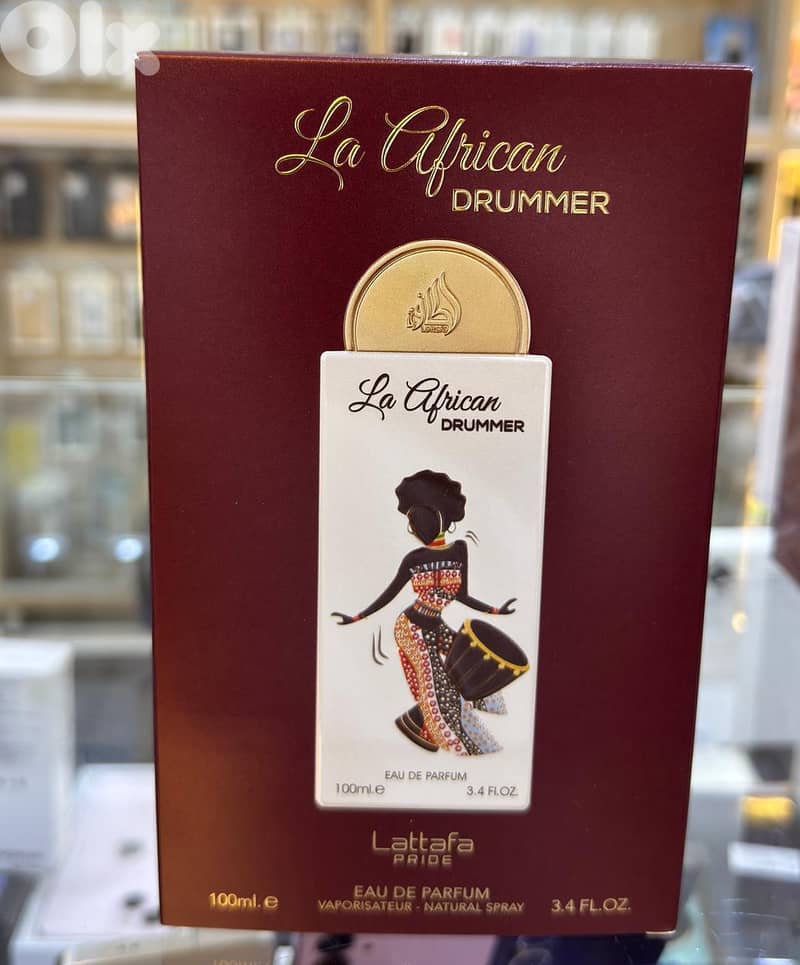 OLX
La African
DRUMMER
Lattafa
La African
DRUMMER
EAU DE PARFUM
100ml.e 3.4 Fl.OZ.
Lattafa
PRIDE
100ml. e EAU DE PARFUM 3.4 FL.OZ.
VAPORISATEUR - NATURAL SPRAY